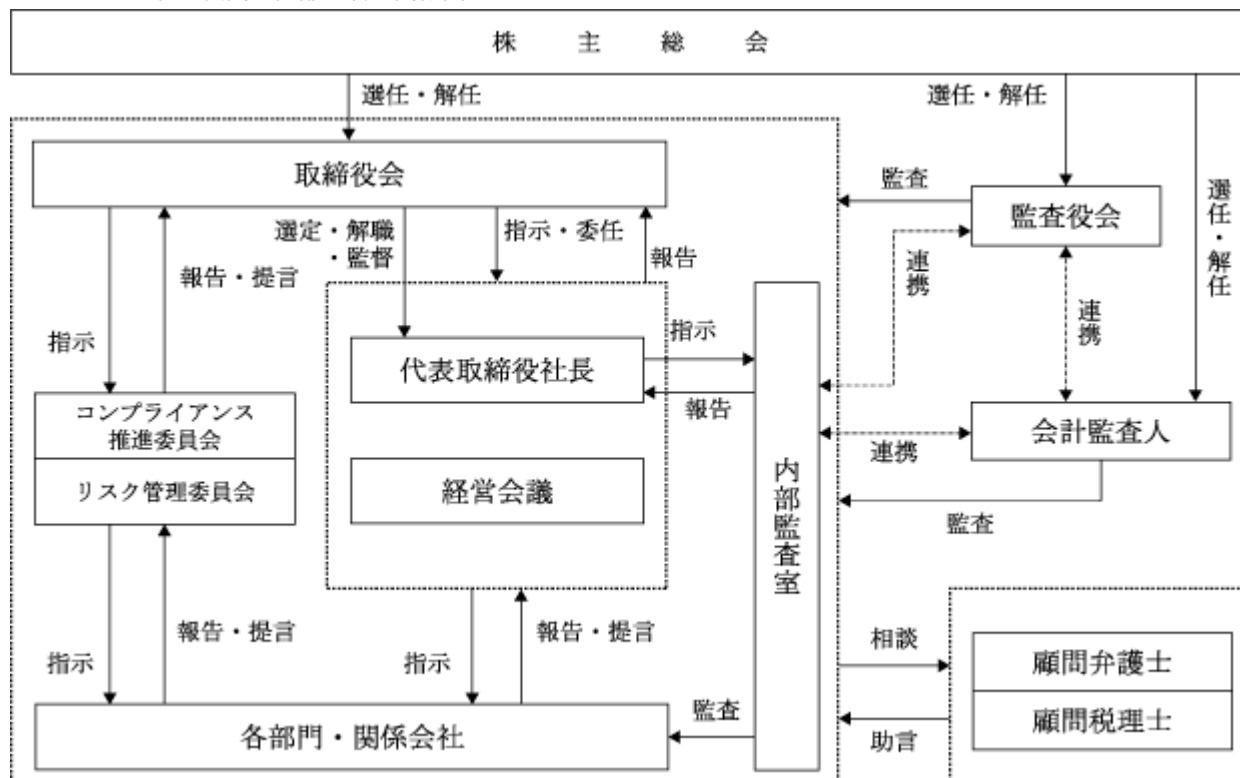 株主総会
選任・解任
選任・解任
選任・解任
取締役会
監査
監査役会
選定・解職
・監督
指示・委任
報告
報告・提言
連携
連携
指示
代表取締役社長
指示
報告
コンプライアンス
推進委員会
リスク管理委員会
経営会議
内部監査室
連携
会計監査人
監査
報告・提言
指示
報告・提言
指示
相談
顧問弁護士
顧問税理士
助言
各部門・関係会社
監査